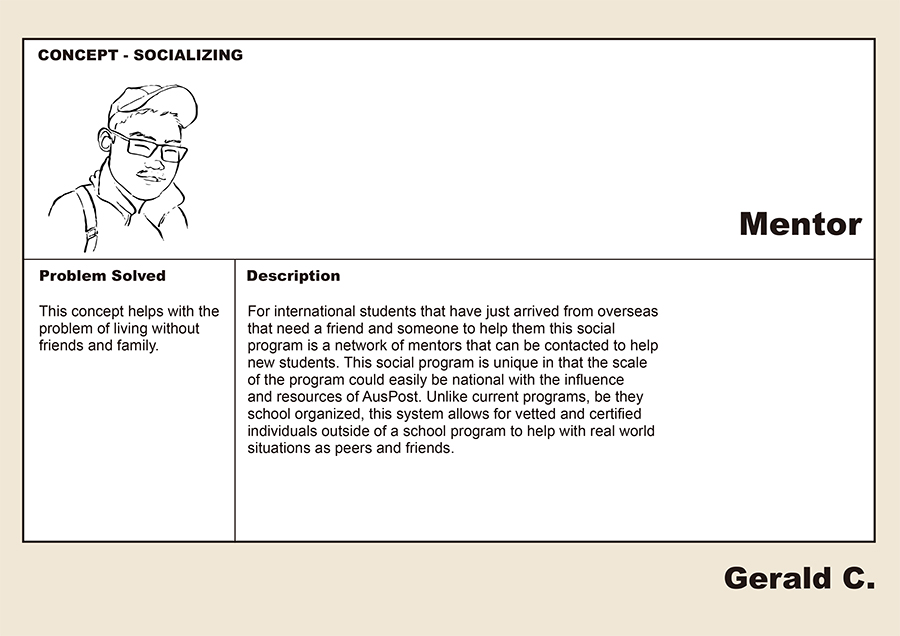 CONCEPT - SOCIALIZING
Mentor
Problem Solved
This concept helps with the
problem of living without
friends and family.
Description
For international students that have just arrived from overseas
that need a friend and someone to help them this social
program is a network of mentors that can be contacted to help
new students. This social program is unique in that the scale
of the program could easily be national with the influence
and resources of AusPost. Unlike current programs, be they
school organized, this system allows for vetted and certified
individuals outside of a school program to help with real world
situations as peers and friends.
Gerald C.